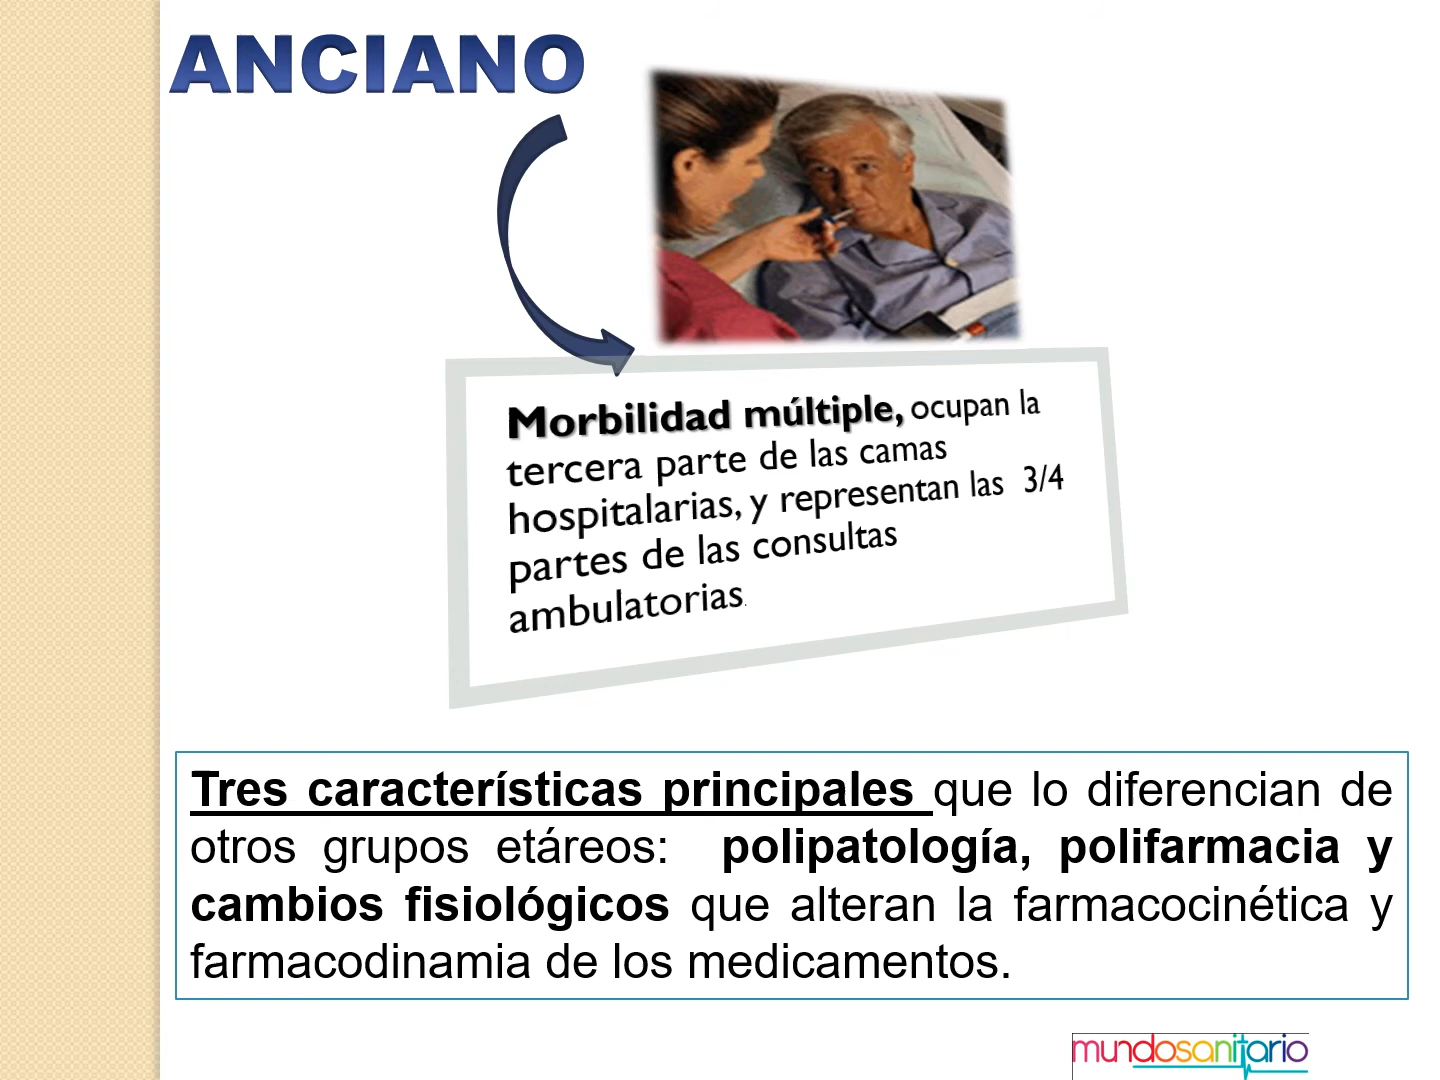 ANCIANO
Morbilidad múltiple, ocupan la
tercera parte de las camas
hospitalarias, y representan las 3/4
partes de las consultas
ambulatorias.
Tres características principales que lo diferencian de
otros grupos etáreos: polipatología, polifarmacia y
cambios fisiológicos que alteran la farmacocinética y
farmacodinamia de los medicamentos.
mundosanitario